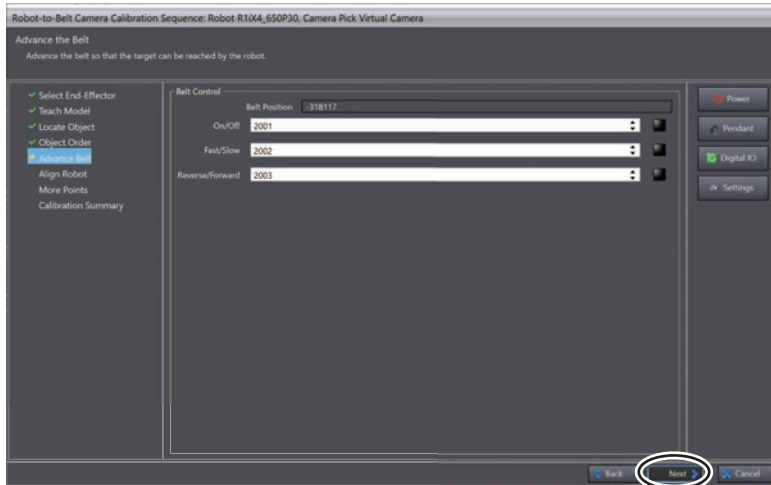 Robot-to-Belt Camera Calibration Sequence: Robot R1iX4_650P30, Camera Pick Virtual Camera
Advance the Belt
Advance the belt so that the target can be reached by the robot.
Select End-Effector
Teach Model
Locate Object
Object Order
Advance Belt
Align Robot
More Points
Calibration Summary
Belt Control
Belt Position -318117
On/Off 2001
Fast/Slow 2002
Reverse/Forward 2003
Power
Pendant
Digital IO
Settings
Back Next Cancel